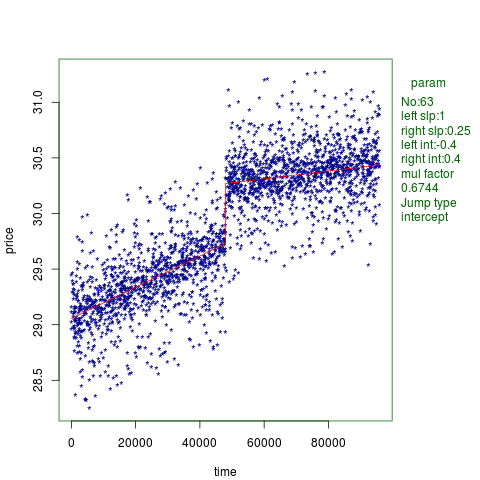 param
No:63
left slp:1
right slp:0.25
left int:-0.4
right int:0.4
mul factor
0.6744
Jump type
intercept
price
31.0
30.5
30.0
29.5
29.0
28.5
0 20000 40000 60000 80000
time